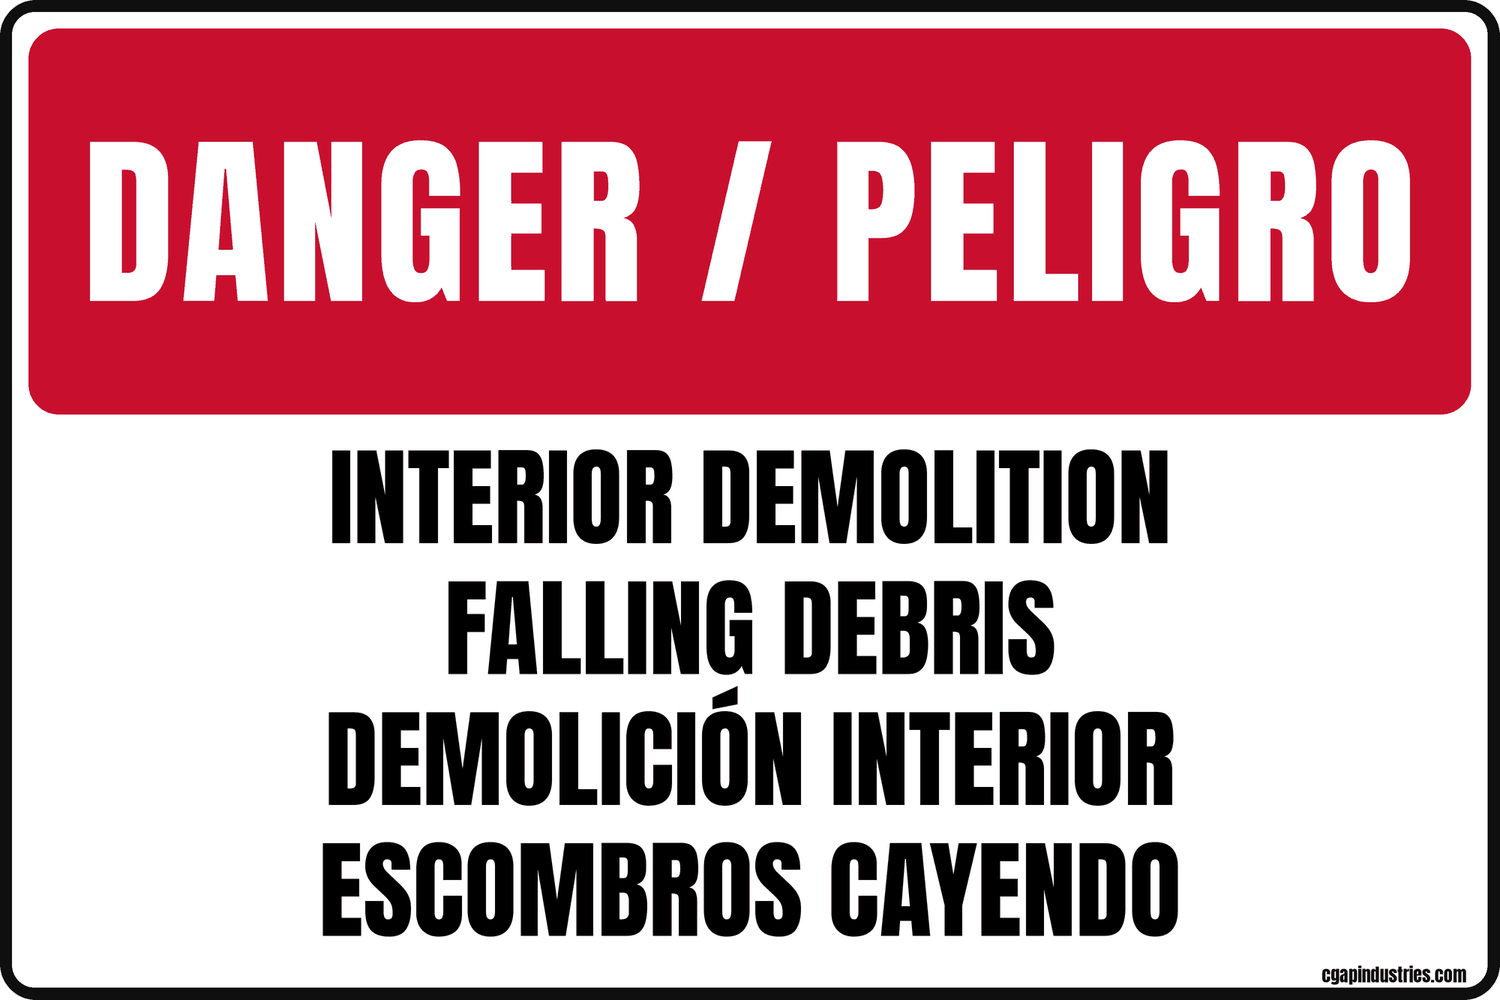 DANGER / PELIGRO
INTERIOR DEMOLITION
FALLING DEBRIS
DEMOLICIÓN INTERIOR
ESCOMBROS CAYENDO
cgapindustries.com